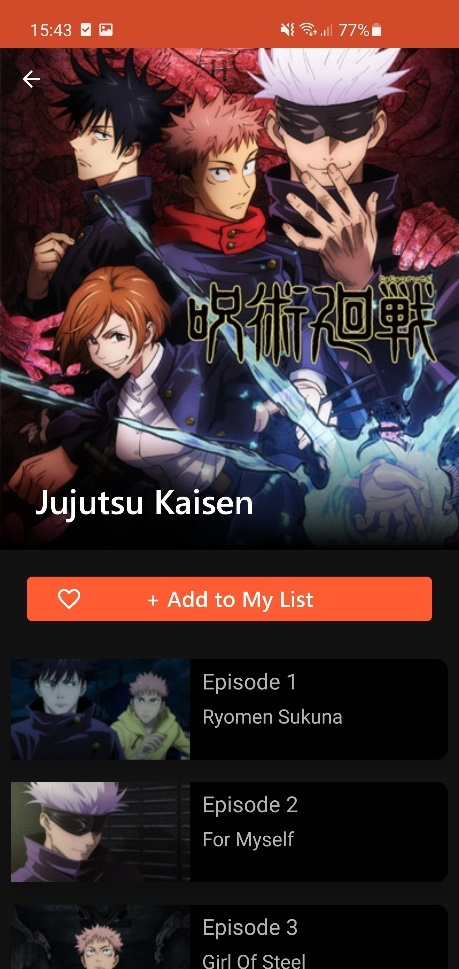 15:43 77%
呪術廻戦
Jujutsu Kaisen
+ Add to My List
Episode 1
Ryomen Sukuna
Episode 2
For Myself
Episode 3
Girl Of Steel